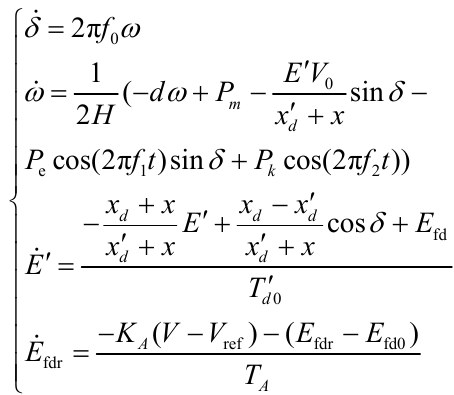 δ̇ = 2πf₀ω
ω̇ = 1/(2H) (−dω + Pₘ − (E′V₀)/(x′_d + x) sin δ −
Pₑ cos(2πf₁t) sin δ + Pₖ cos(2πf₂t))
Ė′ = (−(x_d + x)/(x′_d + x) E′ + (x_d − x′_d)/(x′_d + x) cos δ + E_fd)/T′_d0
Ė_fdr = (−K_A(V − V_ref) − (E_fdr − E_fd0))/T_A